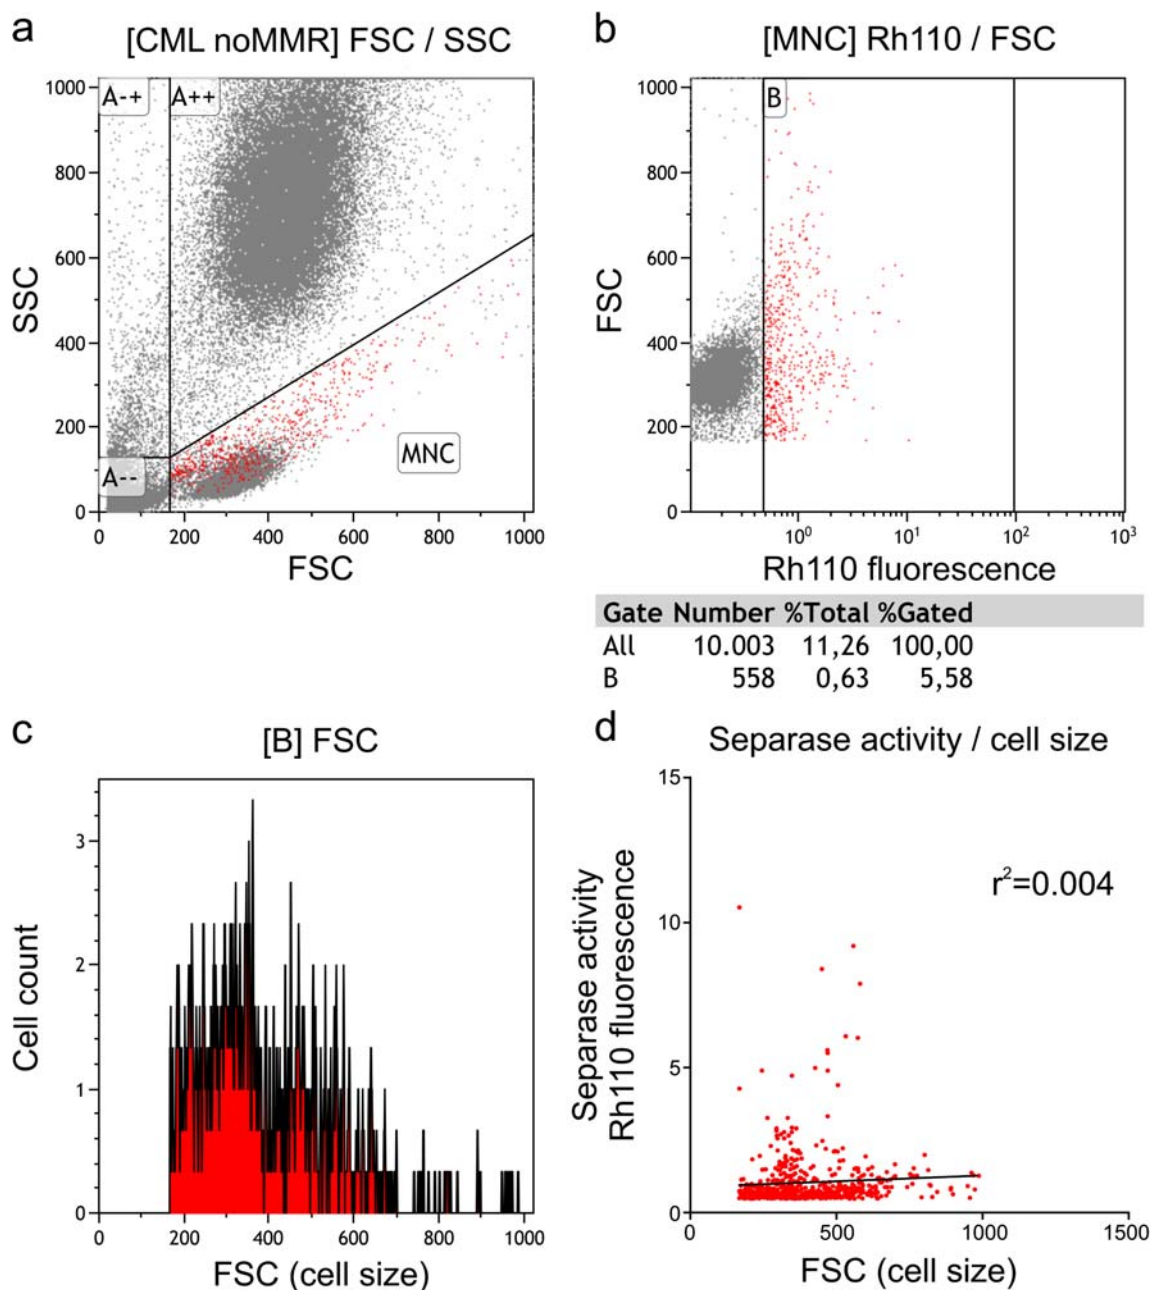 a
[CML noMMR] FSC / SSC
SSC
1000
800
600
400
200
0
A-+
A++
A--
MNC
0 200 400 600 800 1000
FSC
b
[MNC] Rh110 / FSC
FSC
1000
800
600
400
200
0
B
10⁰ 10¹ 10² 10³
Rh110 fluorescence
Gate Number %Total %Gated
All 10.003 11,26 100,00
B 558 0,63 5,58
c
[B] FSC
Cell count
3
2
1
0
0 200 400 600 800 1000
FSC (cell size)
d
Separase activity / cell size
Separase activity
Rh110 fluorescence
15
10
5
0
r²=0.004
0 500 1000 1500
FSC (cell size)